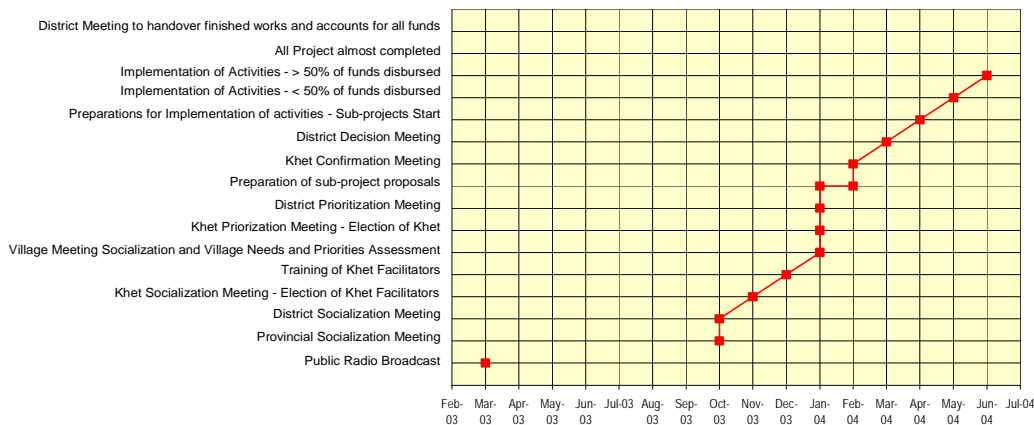 District Meeting to handover finished works and accounts for all funds
All Project almost completed
Implementation of Activities - > 50% of funds disbursed
Implementation of Activities - < 50% of funds disbursed
Preparations for Implementation of activities - Sub-projects Start
District Decision Meeting
Khet Confirmation Meeting
Preparation of sub-project proposals
District Prioritization Meeting
Khet Priorization Meeting - Election of Khet
Village Meeting Socialization and Village Needs and Priorities Assessment
Training of Khet Facilitators
Khet Socialization Meeting - Election of Khet Facilitators
District Socialization Meeting
Provincial Socialization Meeting
Public Radio Broadcast
Feb- Mar- Apr- May- Jun- Jul-03 Aug- Sep- Oct- Nov- Dec- Jan- Feb- Mar- Apr- May- Jun- Jul-04
03 03 03 03 03 03 03 03 03 03 04 04 04 04 04 04